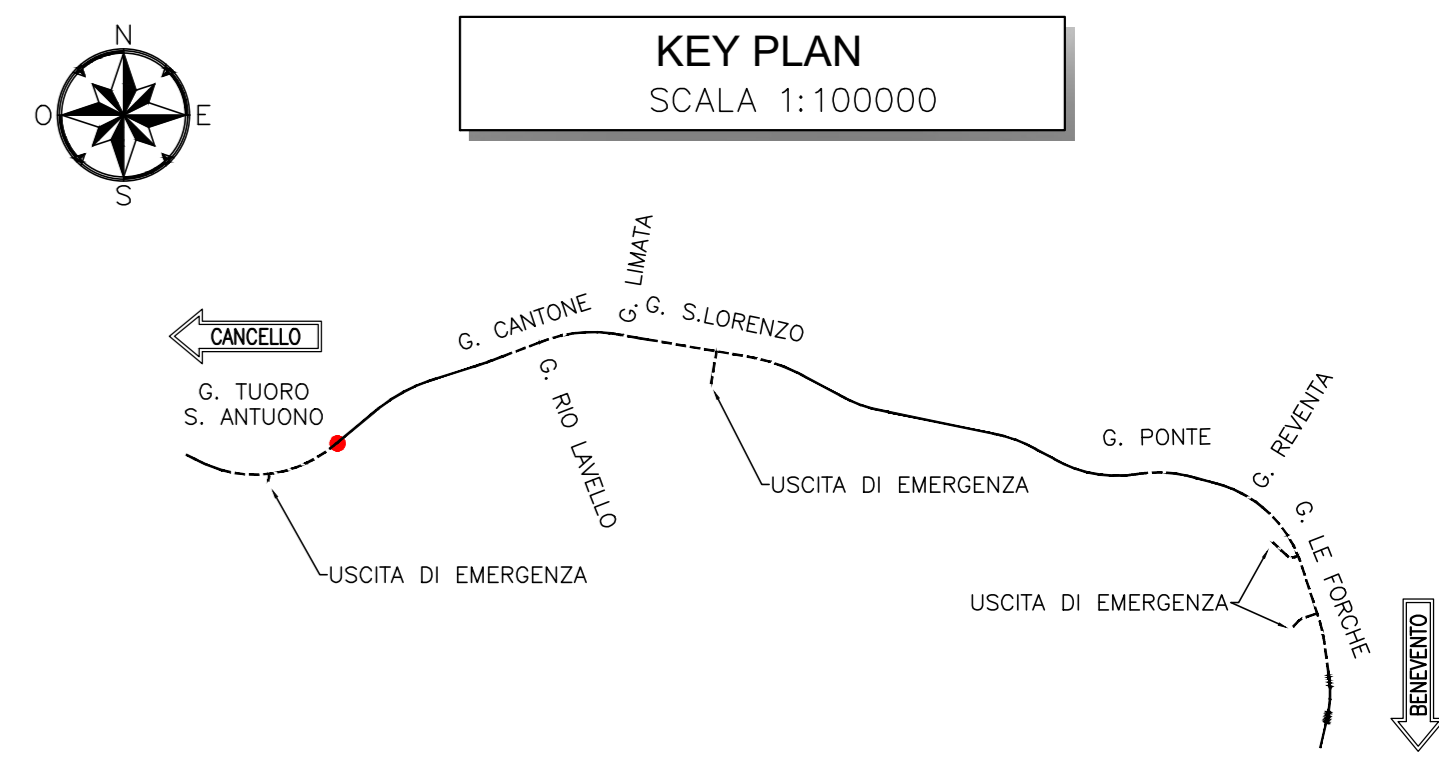 N
O
E
S
KEY PLAN
SCALA 1:100000
CANCELLO
G. TUORO
S. ANTUONO
G. CANTONE
G. LIMATA
G. S.LORENZO
G. RIO LAVELLO
USCITA DI EMERGENZA
USCITA DI EMERGENZA
G. PONTE
G. REVENTA
G. LE FORCHE
USCITA DI EMERGENZA
BENEVENTO